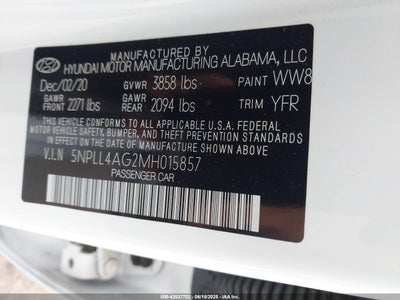 MANUFACTURED BY
HYUNDAI MOTOR MANUFACTURING ALABAMA, LLC
Dec/02/20 GVWR 3858 lbs PAINT WW8
GAWR FRONT 2271 lbs GAWR REAR 2094 lbs TRIM YFR
THIS VEHICLE CONFORMS TO ALL APPLICABLE U.S. FEDERAL MOTOR VEHICLE
SAFETY, BUMPER, AND THEFT PREVENTION STANDARDS IN
EFFECT ON THE DATE OF MANUFACTURE SHOWN ABOVE.
V.I.N 5NPLL4AG2MH015857
PASSENGER CAR